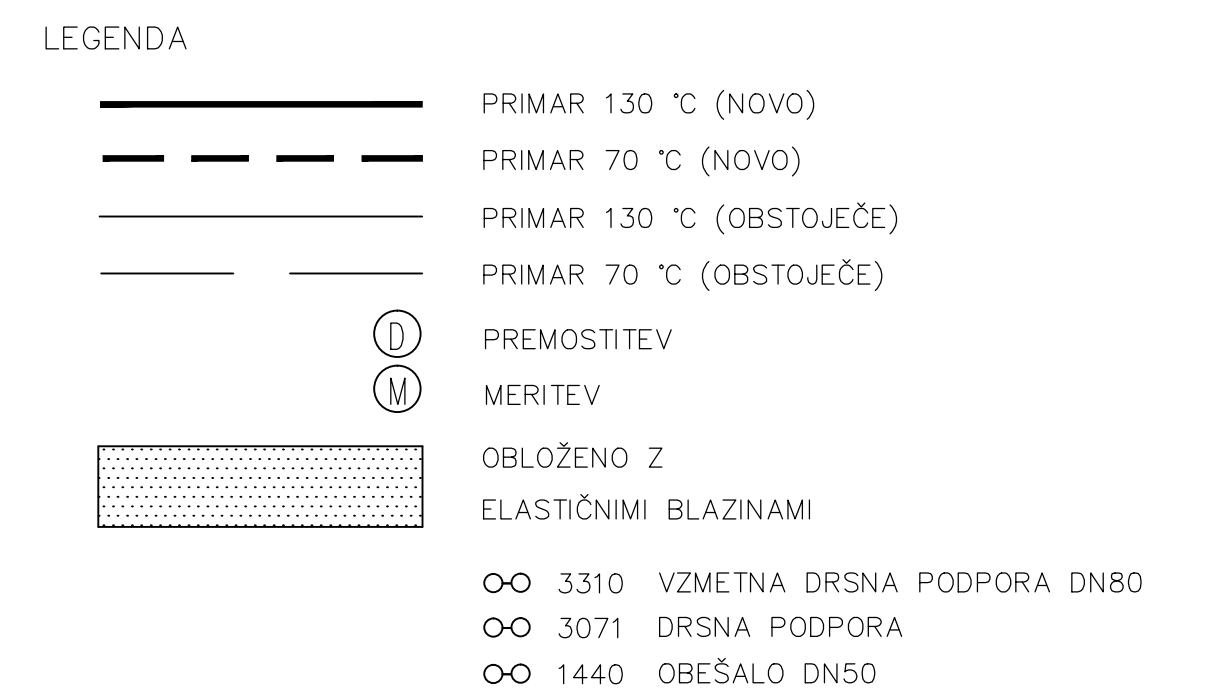 LEGENDA
PRIMAR 130 °C (NOVO)
PRIMAR 70 °C (NOVO)
PRIMAR 130 °C (OBSTOJEČE)
PRIMAR 70 °C (OBSTOJEČE)
D PREMOSTITEV
M MERITEV
OBLOŽENO Z
ELASTIČNIMI BLAZINAMI
3310 VZMETNA DRSNA PODPORA DN80
3071 DRSNA PODPORA
1440 OBEŠALO DN50